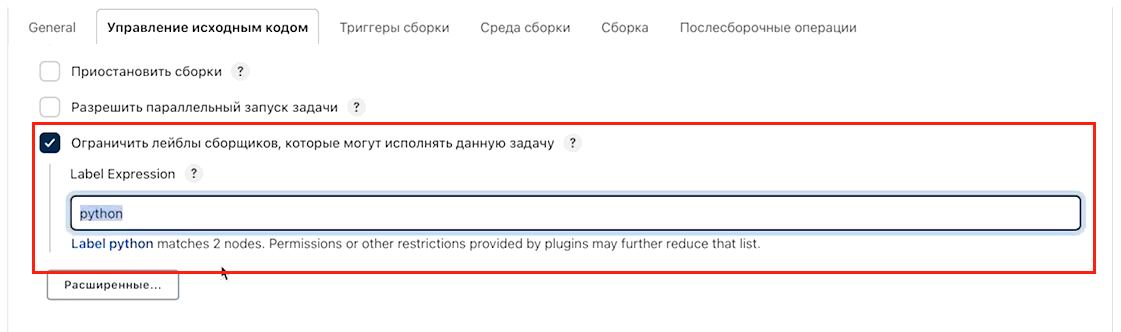 General Управление исходным кодом Триггеры сборки Среда сборки Сборка Послесборочные операции
Приостановить сборки ?
Разрешить параллельный запуск задачи ?
Ограничить лейблы сборщиков, которые могут исполнять данную задачу ?
Label Expression ?
python
Label python matches 2 nodes. Permissions or other restrictions provided by plugins may further reduce that list.
Расширенные...